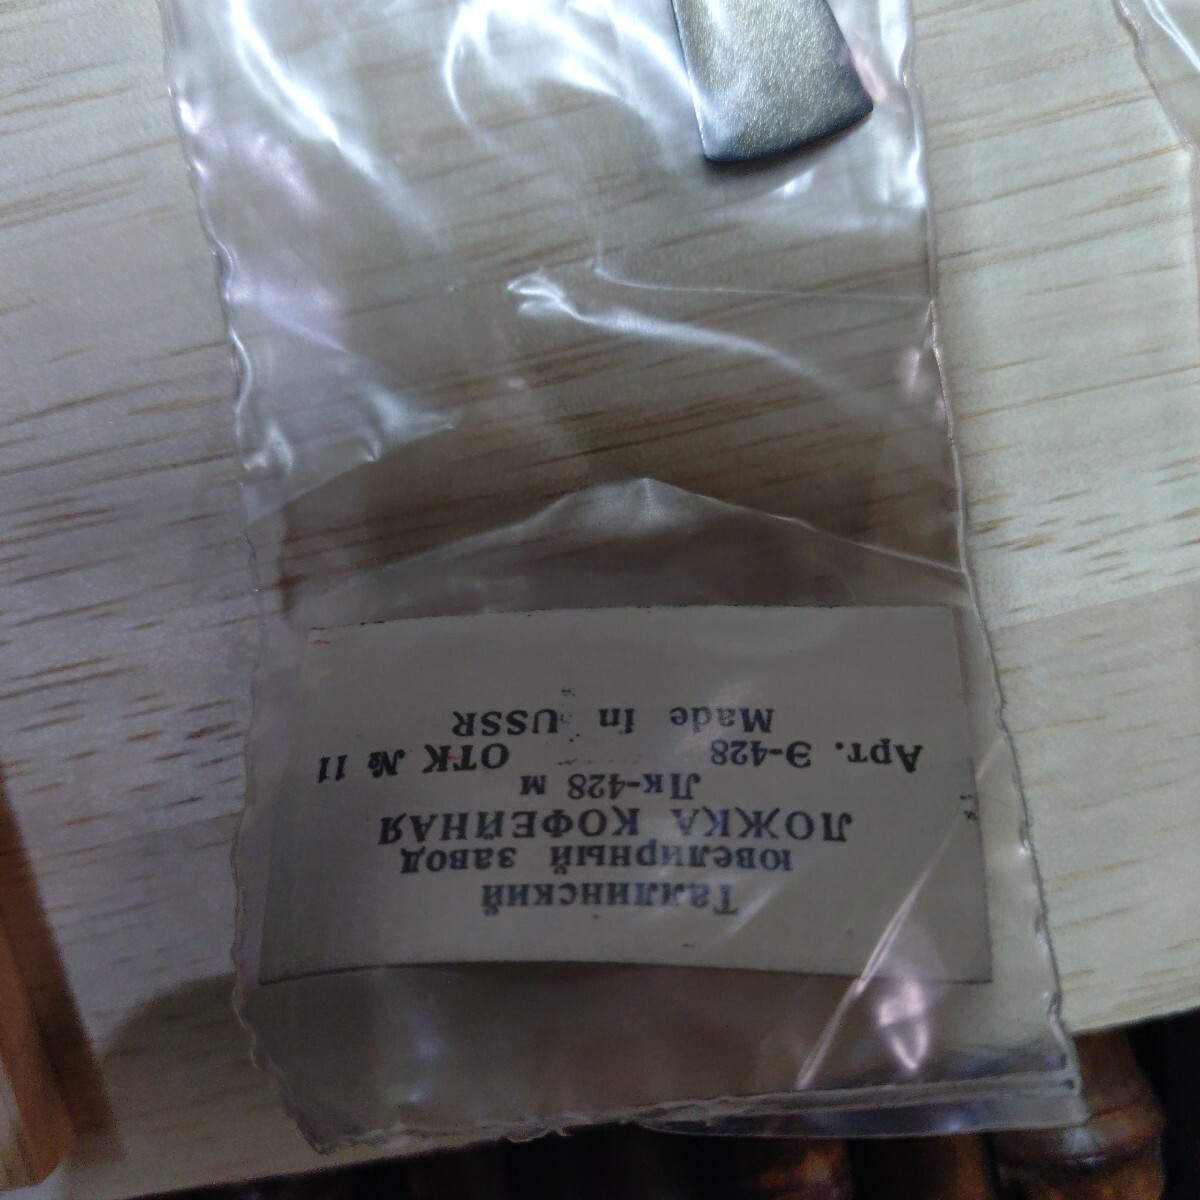 Таллинский
ювелирный завод
ЛОЖКА КОФЕЙНАЯ
Лк-428 м
Арт. Э-428 ОТК № 11
Made in USSR